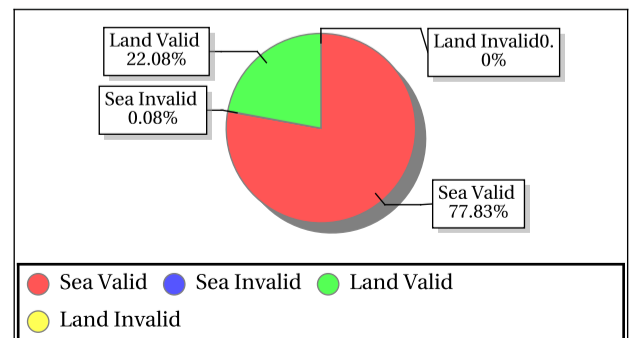 Land Valid
22.08%
Land Invalid0.
0%
Sea Invalid
0.08%
Sea Valid
77.83%
Sea Valid Sea Invalid Land Valid
Land Invalid